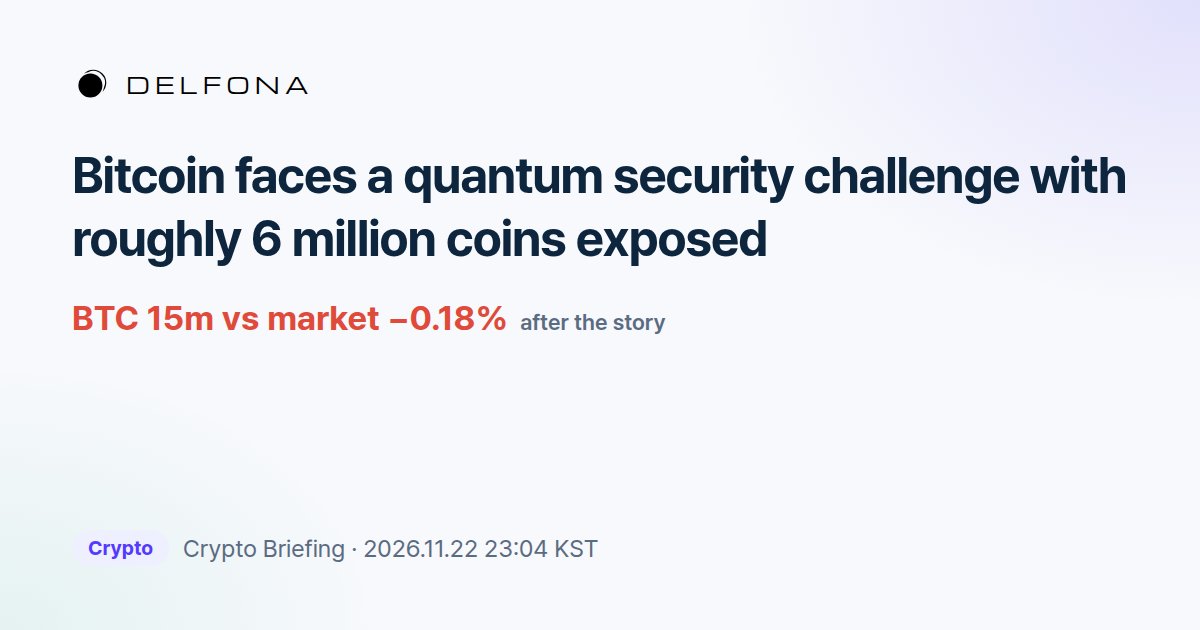 DELFONA
Bitcoin faces a quantum security challenge with
roughly 6 million coins exposed
BTC 15m vs market −0.18% after the story
Crypto Crypto Briefing · 2026.11.22 23:04 KST